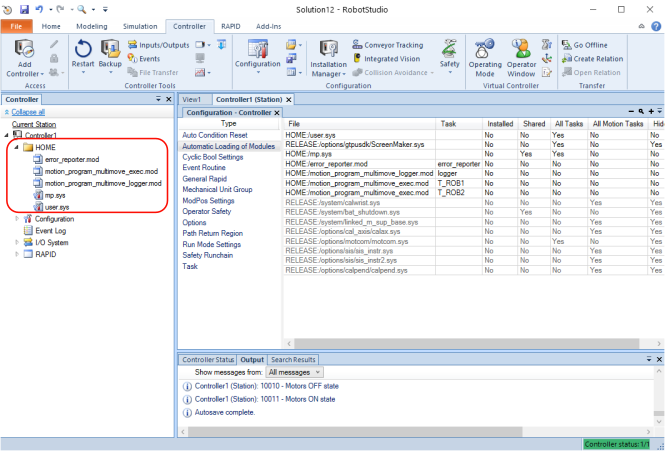 Solution12 - RobotStudio
File Home Modeling Simulation Controller RAPID Add-Ins
Add Controller
Restart Backup
Inputs/Outputs
Events
File Transfer
Configuration
Installation Manager
Conveyor Tracking
Integrated Vision
Collision Avoidance
Safety
Operating Mode
Operator Window
Go Offline
Create Relation
Open Relation
Access Controller Tools Configuration Virtual Controller Transfer
Controller
Collapse all
Current Station
Controller1
HOME
error_reporter.mod
motion_program_multimove_exec.mod
motion_program_multimove_logger.mod
mp.sys
user.sys
Configuration
Event Log
I/O System
RAPID
View1 Controller1 (Station) X
Configuration - Controller X
Type
Auto Condition Reset
Automatic Loading of Modules
Cyclic Bool Settings
Event Routine
General Rapid
Mechanical Unit Group
ModPos Settings
Operator Safety
Options
Path Return Region
Run Mode Settings
Safety Runchain
Task
File Task Installed Shared All Tasks All Motion Tasks Hid
HOME:/user.sys No No Yes No No
RELEASE:/options/gtpusdk/ScreenMaker.sys No No Yes No Yes
HOME:/mp.sys No Yes Yes No No
HOME:/error_reporter.mod error_reporter No No No No No
HOME:/motion_program_multimove_logger.mod logger No No No No No
HOME:/motion_program_multimove_exec.mod T_ROB1 No No No No No
HOME:/motion_program_multimove_exec.mod T_ROB2 No No No No No
RELEASE:/system/calwrist.sys No No No Yes Yes
RELEASE:/system/bat_shutdown.sys No Yes No No Yes
RELEASE:/system/linked_m_sup_base.sys No No No Yes Yes
RELEASE:/options/cal_axis/calax.sys No No No Yes Yes
RELEASE:/options/motcom/motcom.sys No No Yes No Yes
RELEASE:/options/sis/sis_instr.sys No No No Yes Yes
RELEASE:/options/sis/sis_instr2.sys No No No Yes Yes
RELEASE:/options/calpend/calpend.sys No No No Yes Yes
Controller Status Output Search Results
Show messages from: All messages
Controller1 (Station): 10010 - Motors OFF state
Controller1 (Station): 10011 - Motors ON state
Autosave complete.
Controller status: 1/1